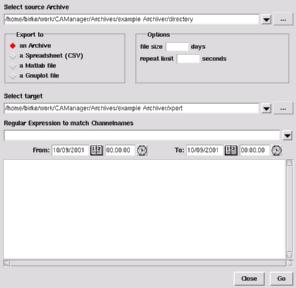 Select source Archive
/home/birke/work/CAManager/Archives/example Archive/directory
...
Export to
an Archive
a Spreadsheet (CSV)
a Matlab file
a Gnuplot file
Options
file size days
repeat limit seconds
Select target
/home/birke/work/CAManager/Archives/example Archive/xport
...
Regular Expression to match Channelnames
From: 10/09/2001 00:00:00 To: 10/09/2001 00:00:00
Close Go